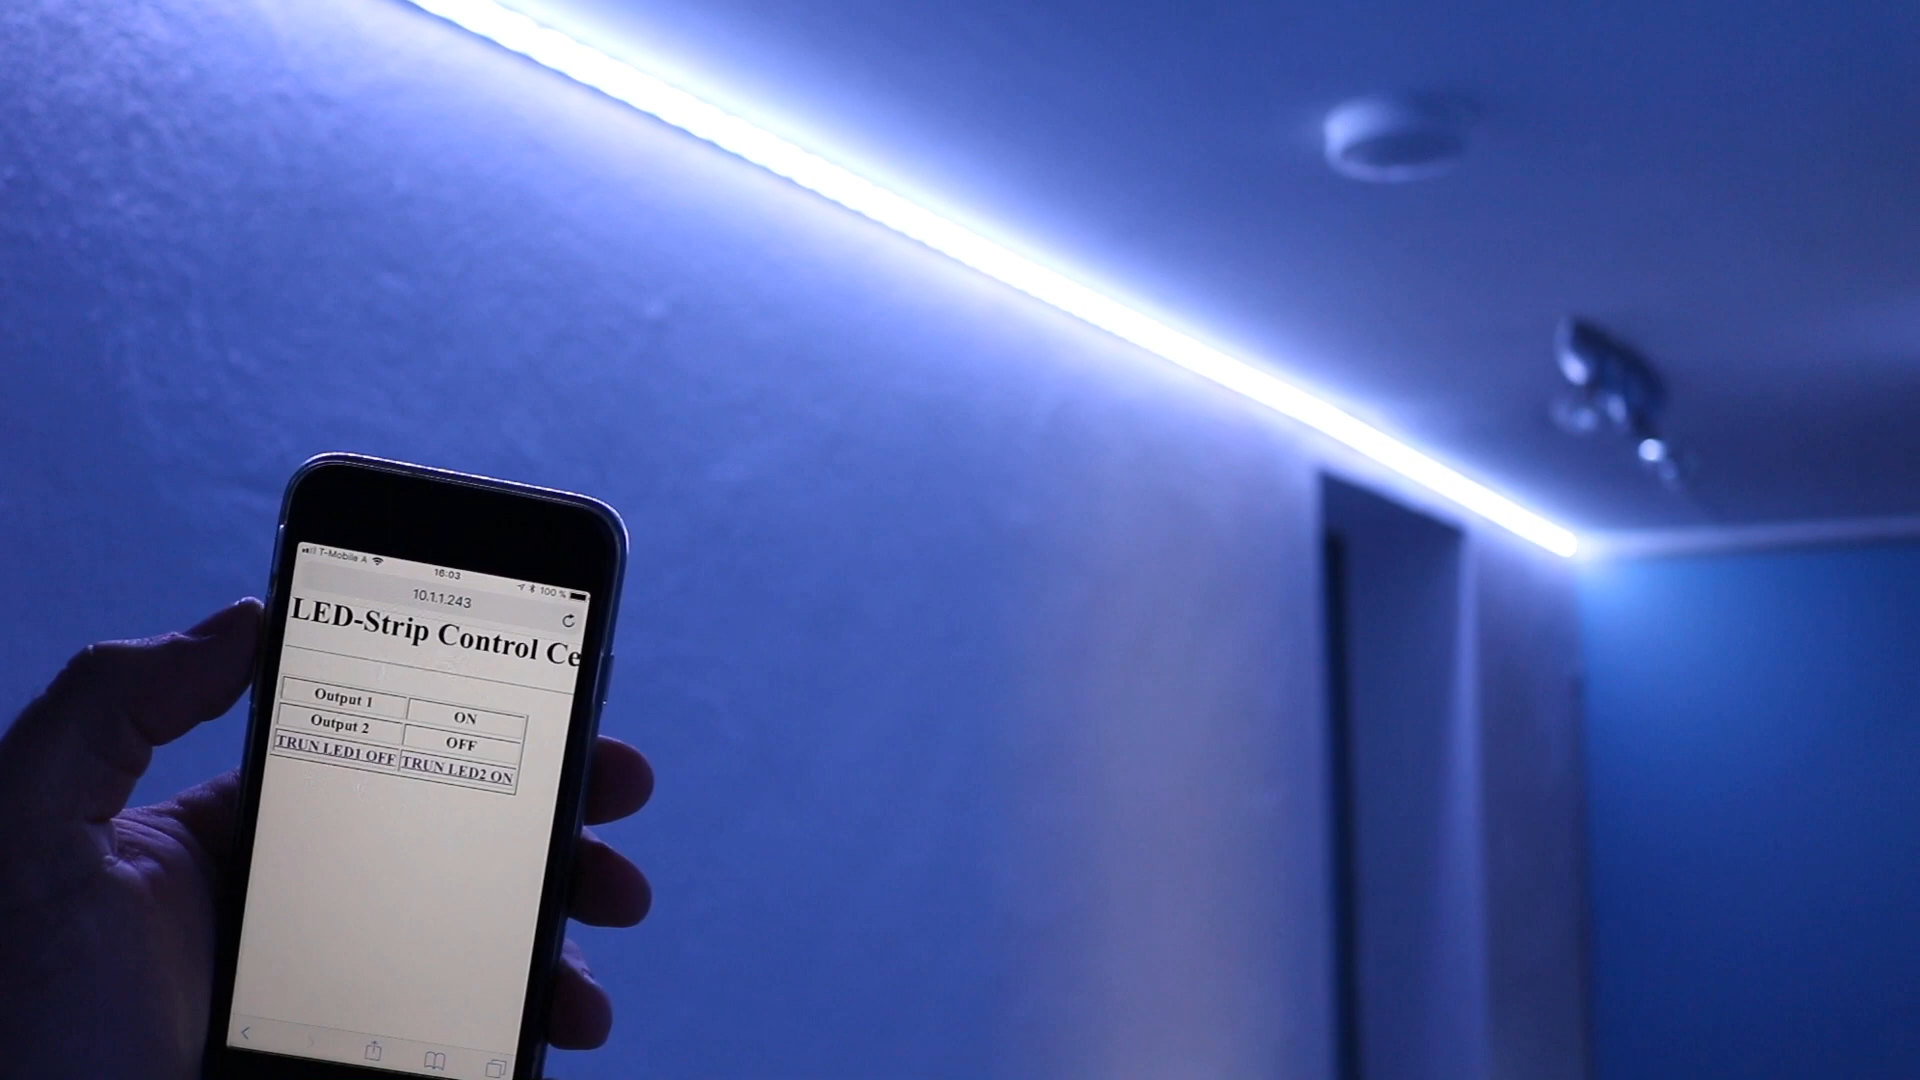 T-Mobile A
16:03
100 %
10.1.1.243
LED-Strip Control Ce
Output 1 ON
Output 2 OFF
TRUN LED1 OFF TRUN LED2 ON